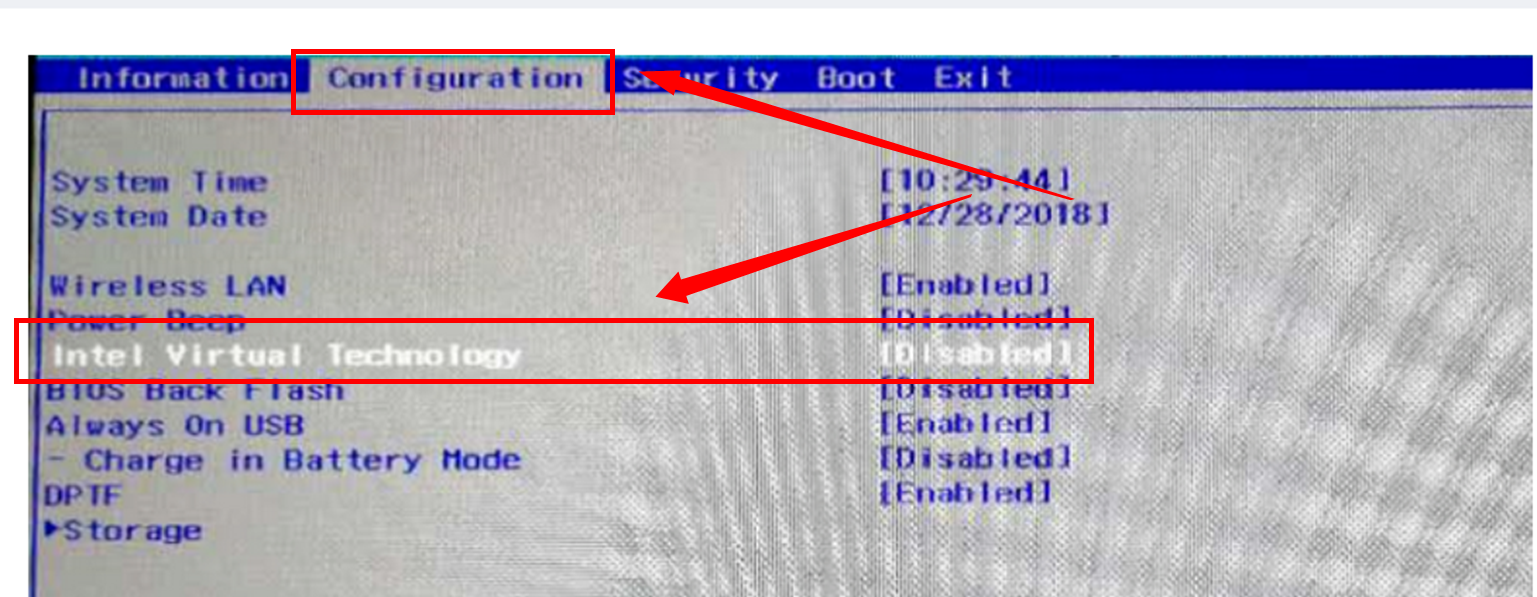 Information Configuration Security Boot Exit
System Time [10:29:44]
System Date [12/28/2018]
Wireless LAN [Enabled]
Power Beep [Disabled]
Intel Virtual Technology [Disabled]
BIOS Back Flash [Disabled]
Always On USB [Enabled]
- Charge in Battery Mode [Disabled]
DPTF [Enabled]
▶Storage